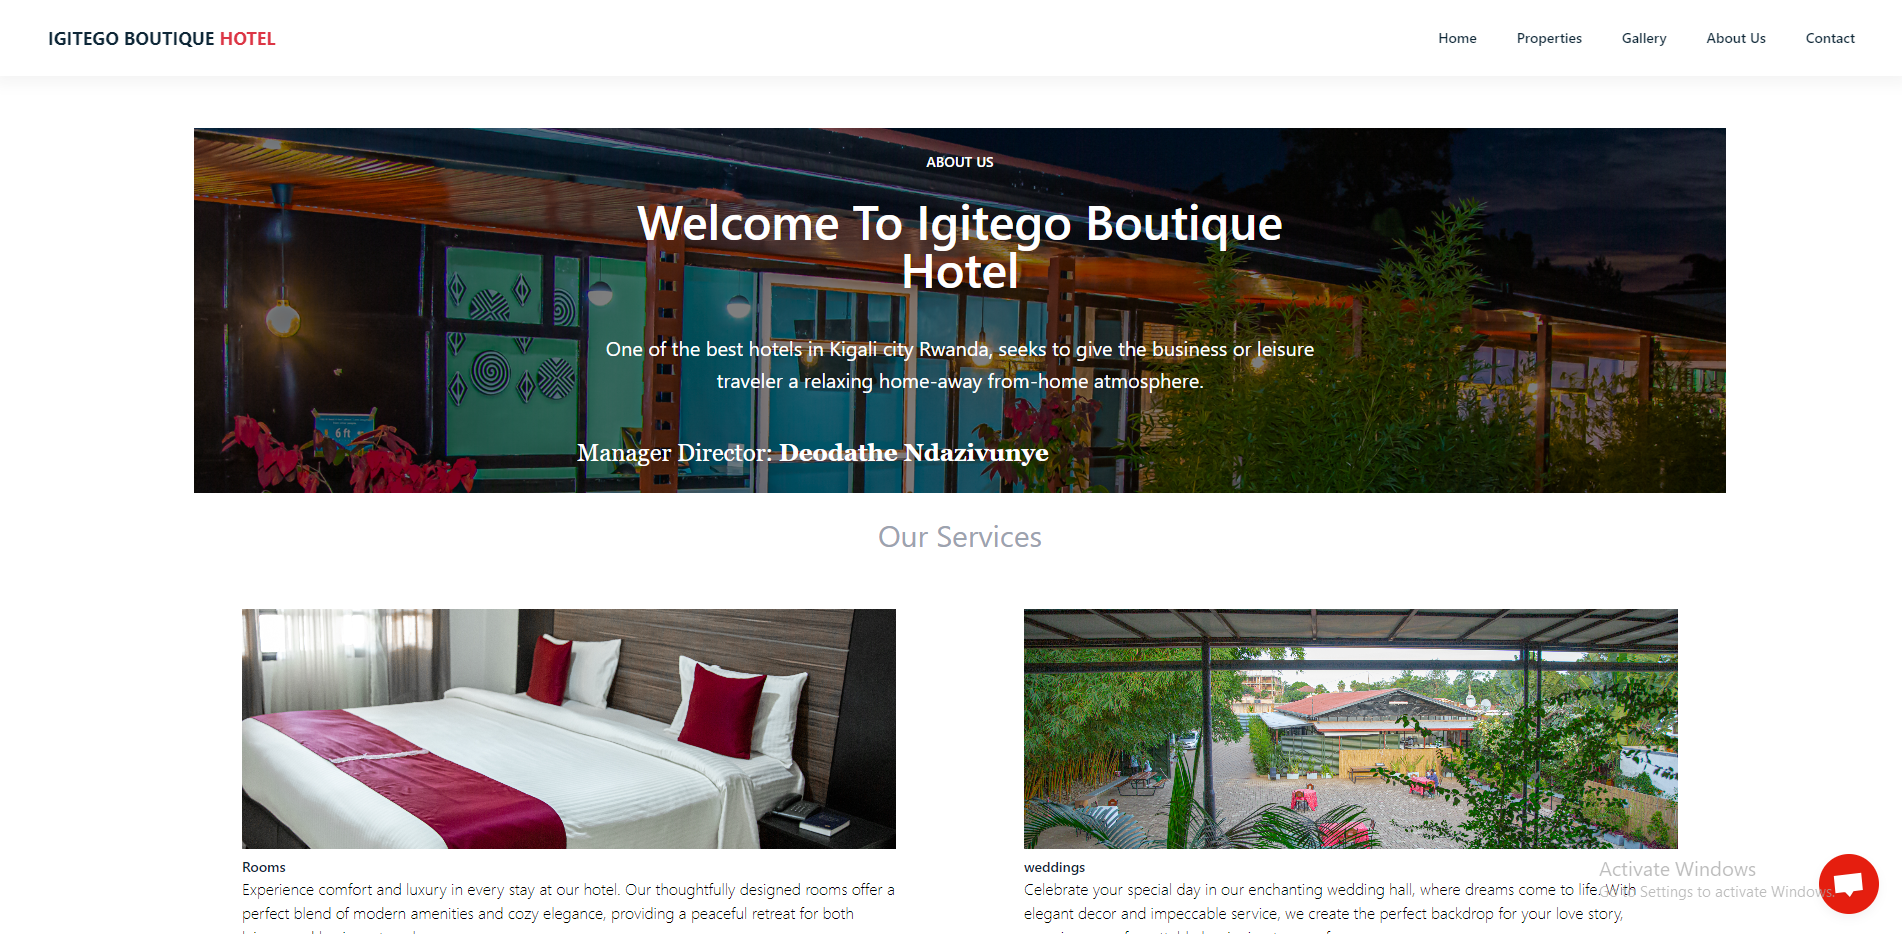 IGITEGO BOUTIQUE HOTEL
Home Properties Gallery About Us Contact
ABOUT US
Welcome To Igitego Boutique
Hotel
One of the best hotels in Kigali city Rwanda, seeks to give the business or leisure
traveler a relaxing home-away from-home atmosphere.
6 ft
Manager Director: Deodathe Ndazivunye
Our Services
Rooms
Experience comfort and luxury in every stay at our hotel. Our thoughtfully designed rooms offer a
perfect blend of modern amenities and cozy elegance, providing a peaceful retreat for both
weddings
Celebrate your special day in our enchanting wedding hall, where dreams come to life. With
elegant decor and impeccable service, we create the perfect backdrop for your love story,
Activate Windows
Go to Settings to activate Windows.